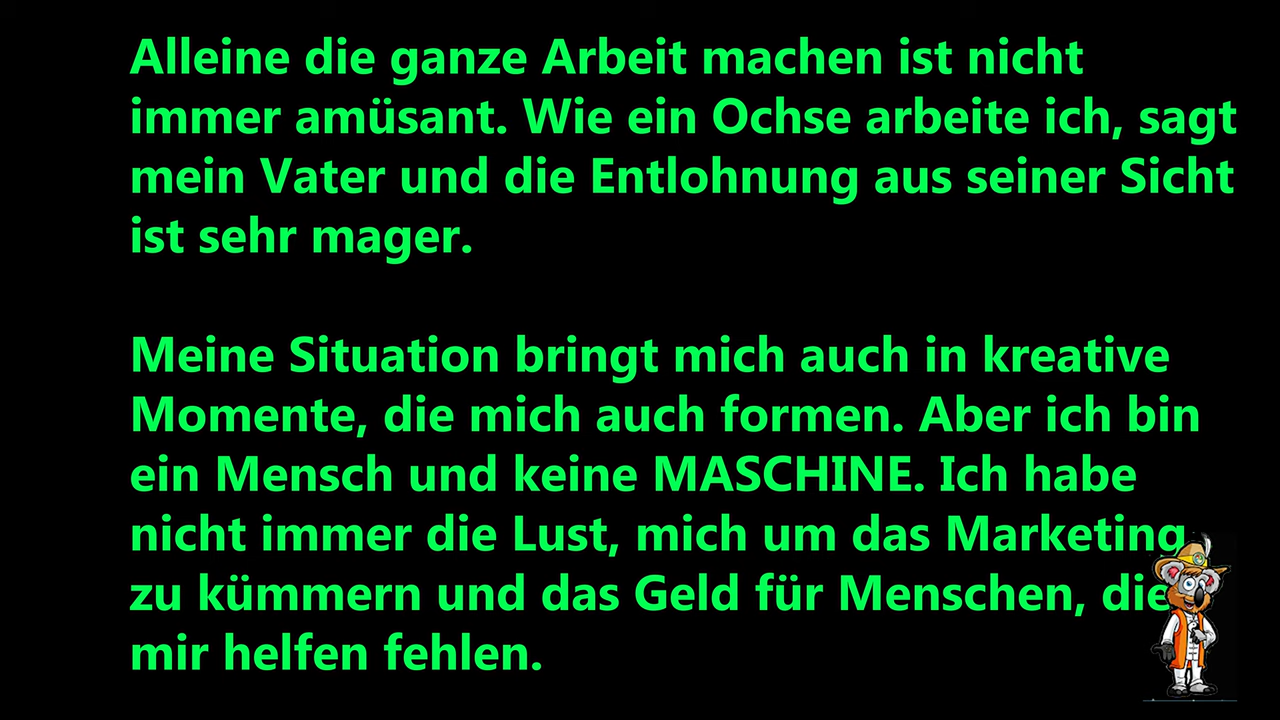 Alleine die ganze Arbeit machen ist nicht
immer amüsant. Wie ein Ochse arbeite ich, sagt
mein Vater und die Entlohnung aus seiner Sicht
ist sehr mager.
Meine Situation bringt mich auch in kreative
Momente, die mich auch formen. Aber ich bin
ein Mensch und keine MASCHINE. Ich habe
nicht immer die Lust, mich um das Marketing
zu kümmern und das Geld für Menschen, die
mir helfen fehlen.